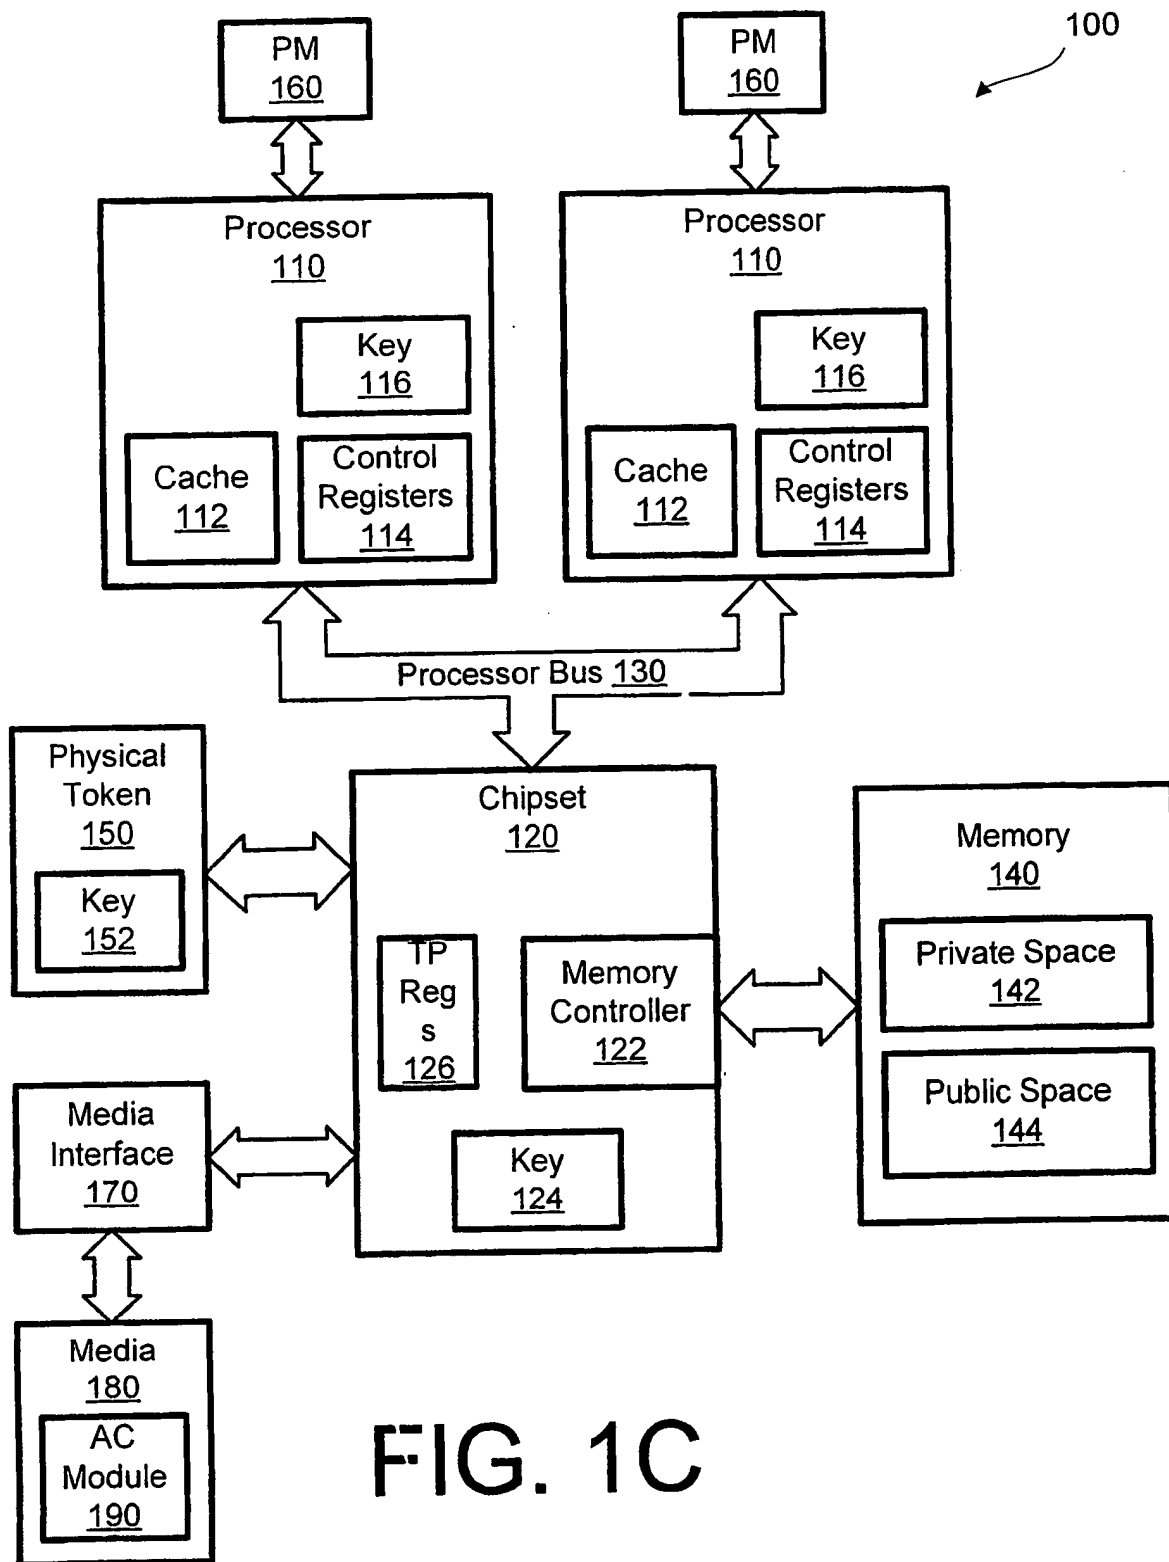 100
PM
160
PM
160
Processor
110
Key
116
Cache
112
Control
Registers
114
Processor
110
Key
116
Cache
112
Control
Registers
114
Processor Bus 130
Physical
Token
150
Key
152
Chipset
120
TP
Reg
s
126
Memory
Controller
122
Key
124
Memory
140
Private Space
142
Public Space
144
Media
Interface
170
Media
180
AC
Module
190
FIG. 1C